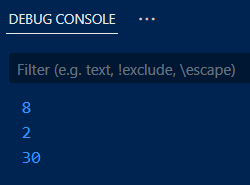 DEBUG CONSOLE ···
Filter (e.g. text, !exclude, \escape)
8
2
30